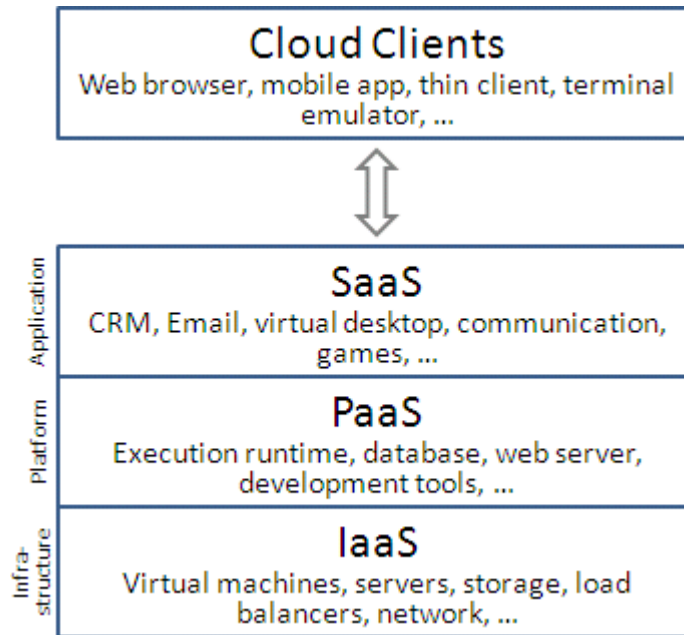 Cloud Clients
Web browser, mobile app, thin client, terminal
emulator, ...
Application
SaaS
CRM, Email, virtual desktop, communication,
games, ...
Platform
PaaS
Execution runtime, database, web server,
development tools, ...
Infra-
structure
IaaS
Virtual machines, servers, storage, load
balancers, network, ...